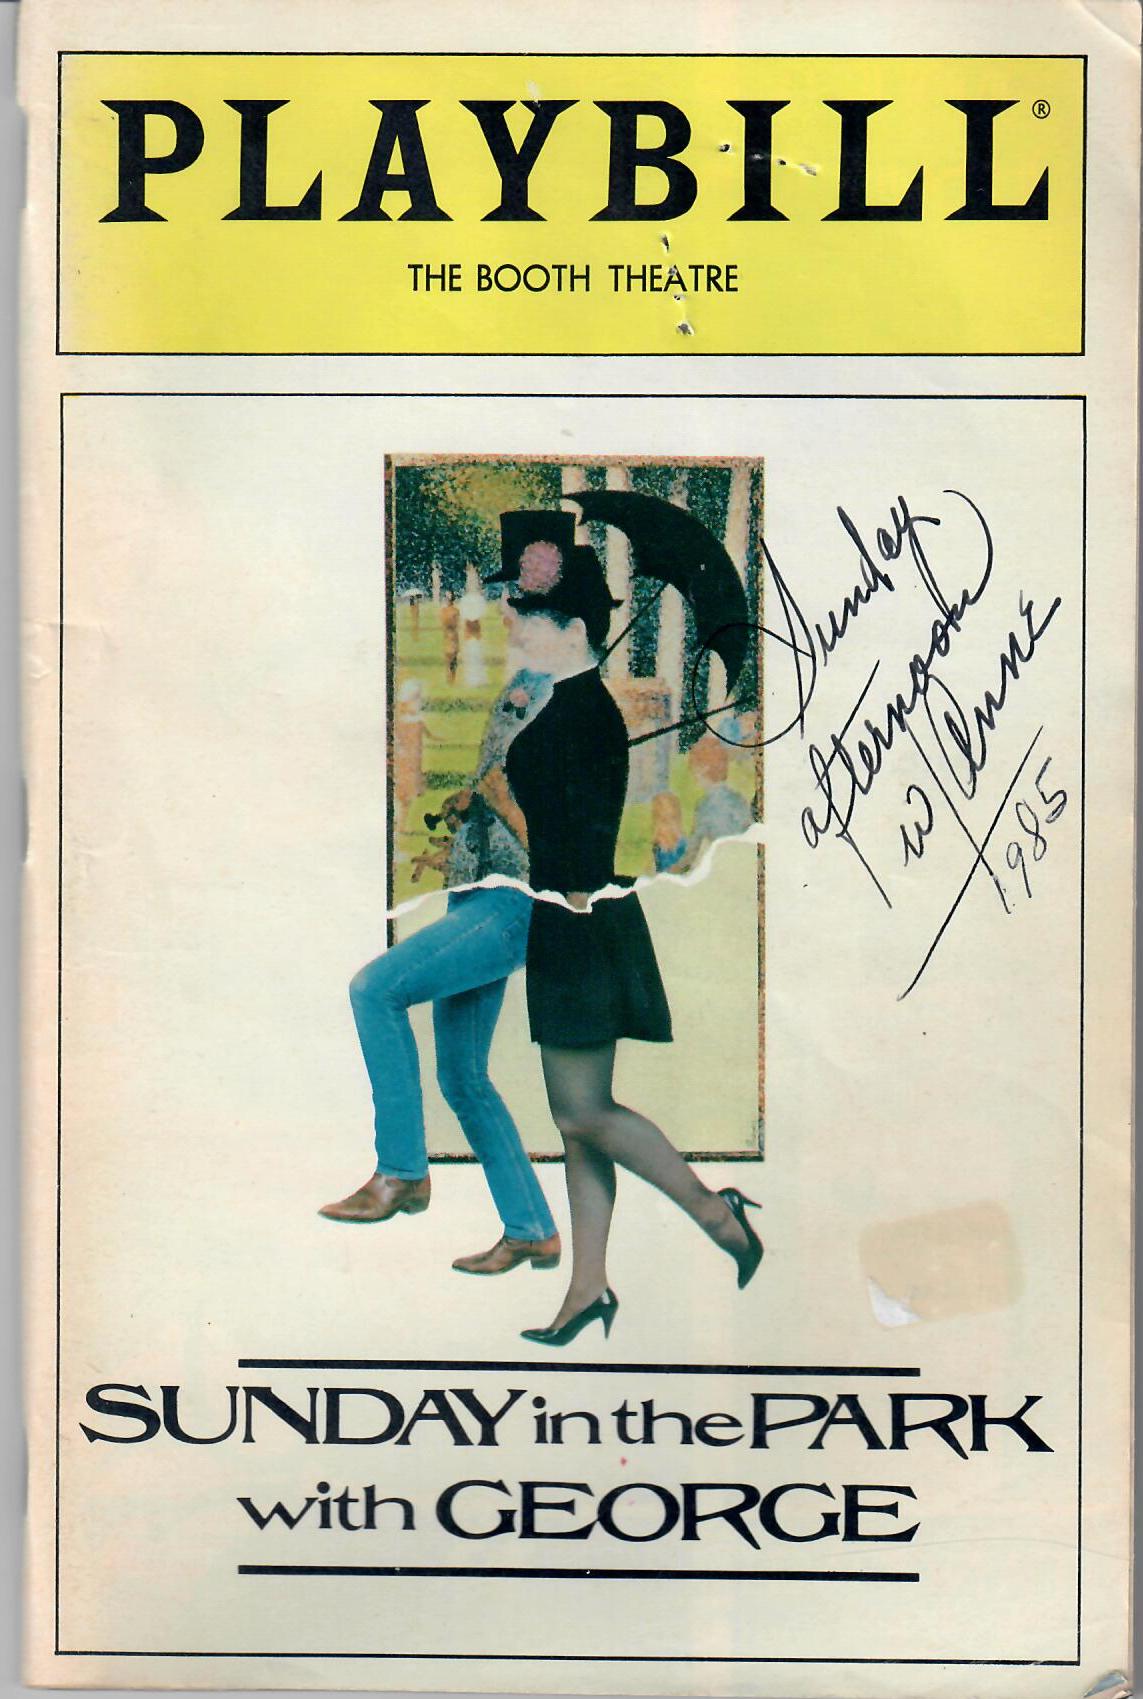 PLAYBILL®
THE BOOTH THEATRE
Sunday
afternoon
w/ Anne
1985
SUNDAY in the PARK
with GEORGE